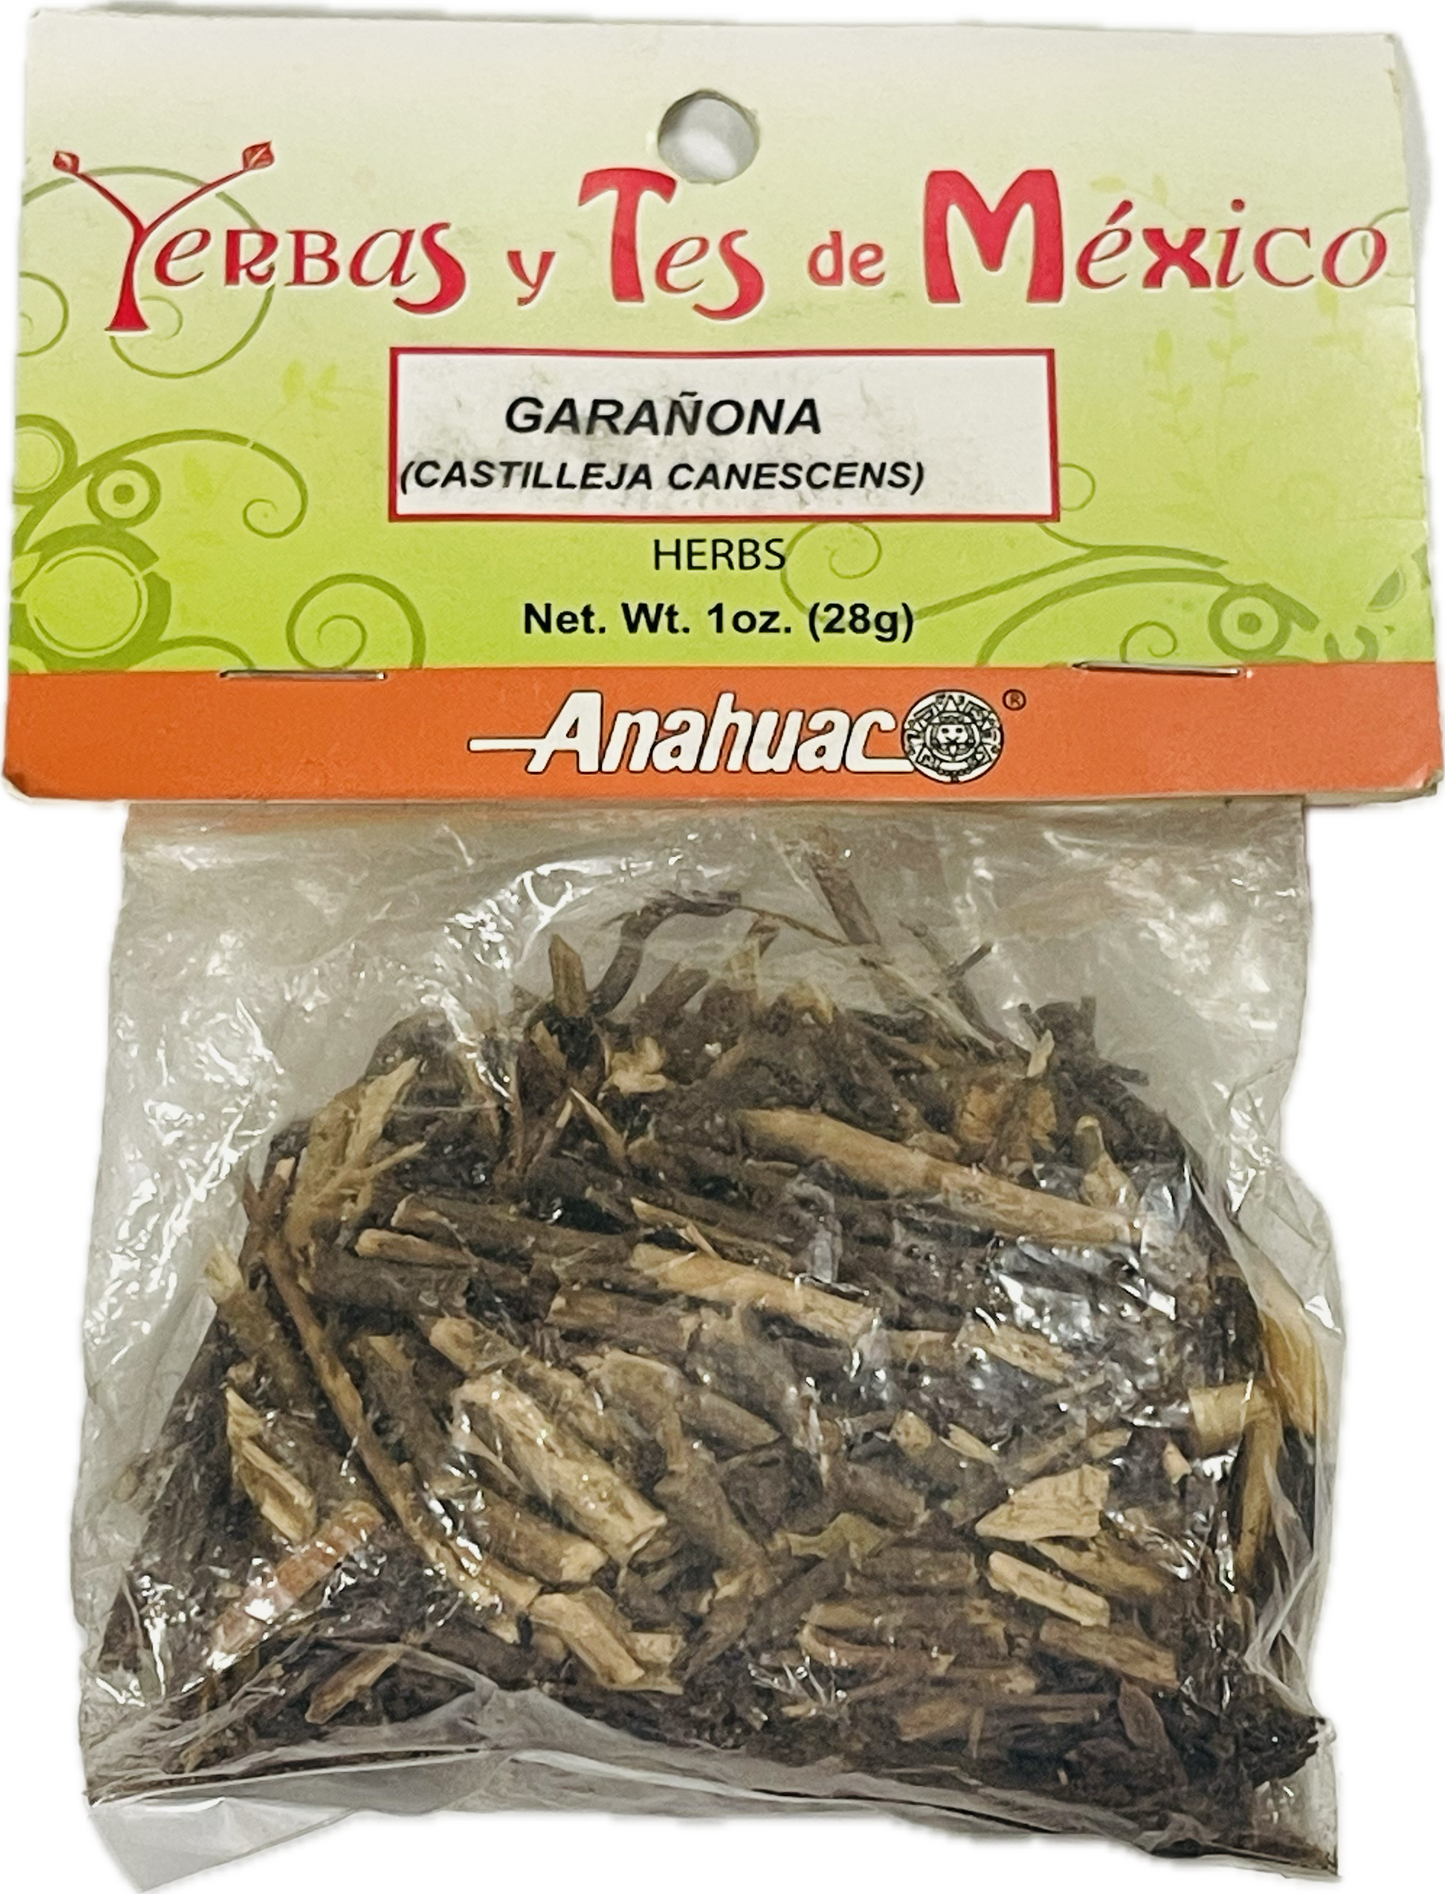 Yerbas y Tes de México
GARAÑONA
(CASTILLEJA CANESCENS)
HERBS
Net. Wt. 1oz. (28g)
Anahuac ®